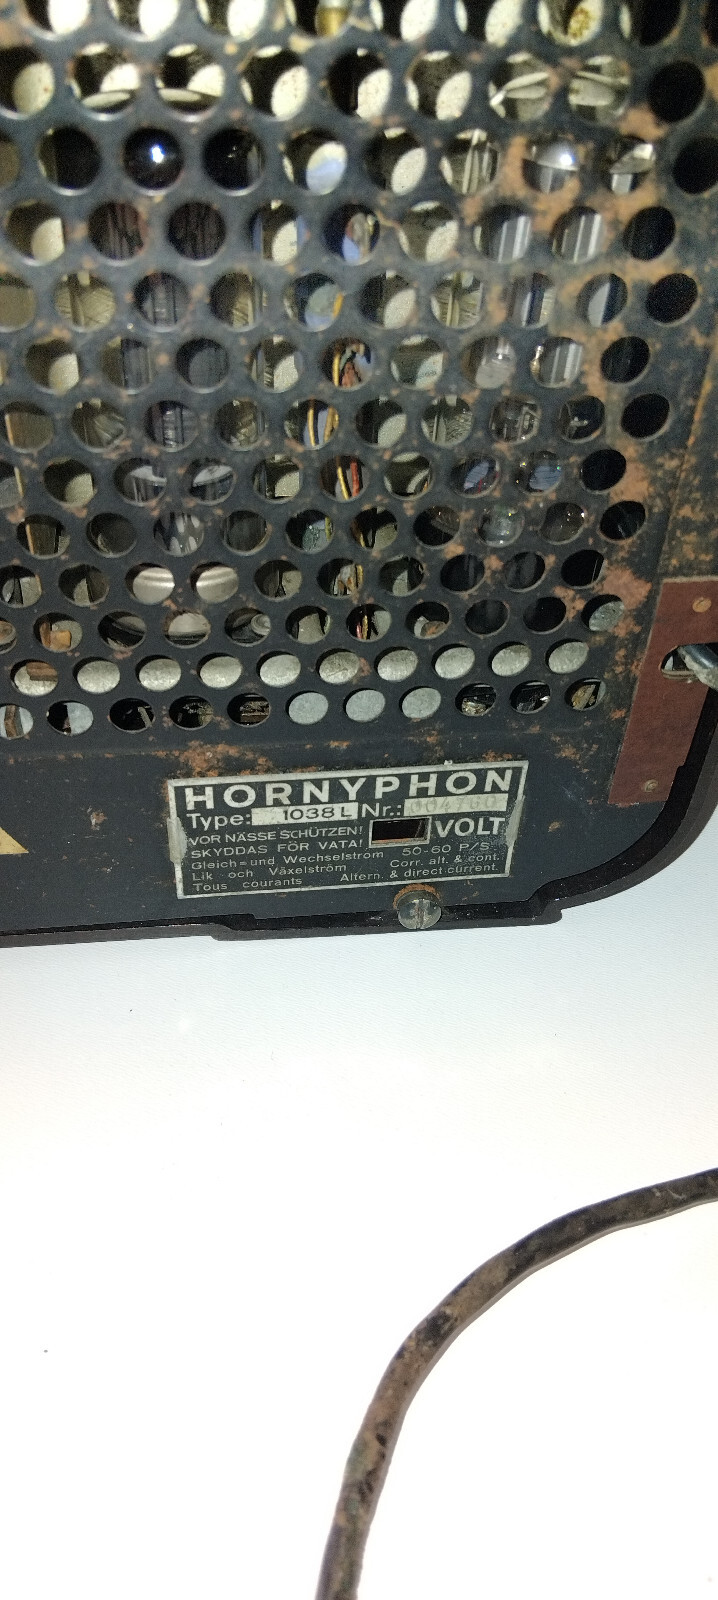 HORNYPHON
Type: 1038 L Nr.: 004760
VOR NÄSSE SCHÜTZEN! VOLT
SKYDDAS FÖR VATA! 50-60 P/S.
Gleich=und Wechselstrom Corr. alt. & cont.
Lik och Växelström Altern. & direct current.
Tous courants